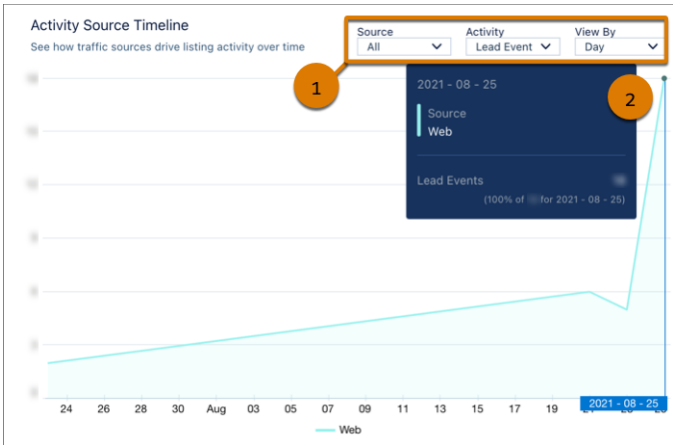 Activity Source Timeline
See how traffic sources drive listing activity over time
Source
All
Activity
Lead Event
View By
Day
1
2
2021 - 08 - 25
Source
Web
Lead Events
(100% of for 2021 - 08 - 25)
24 26 28 30 Aug 03 05 07 09 11 13 15 17 19
2021 - 08 - 25
Web